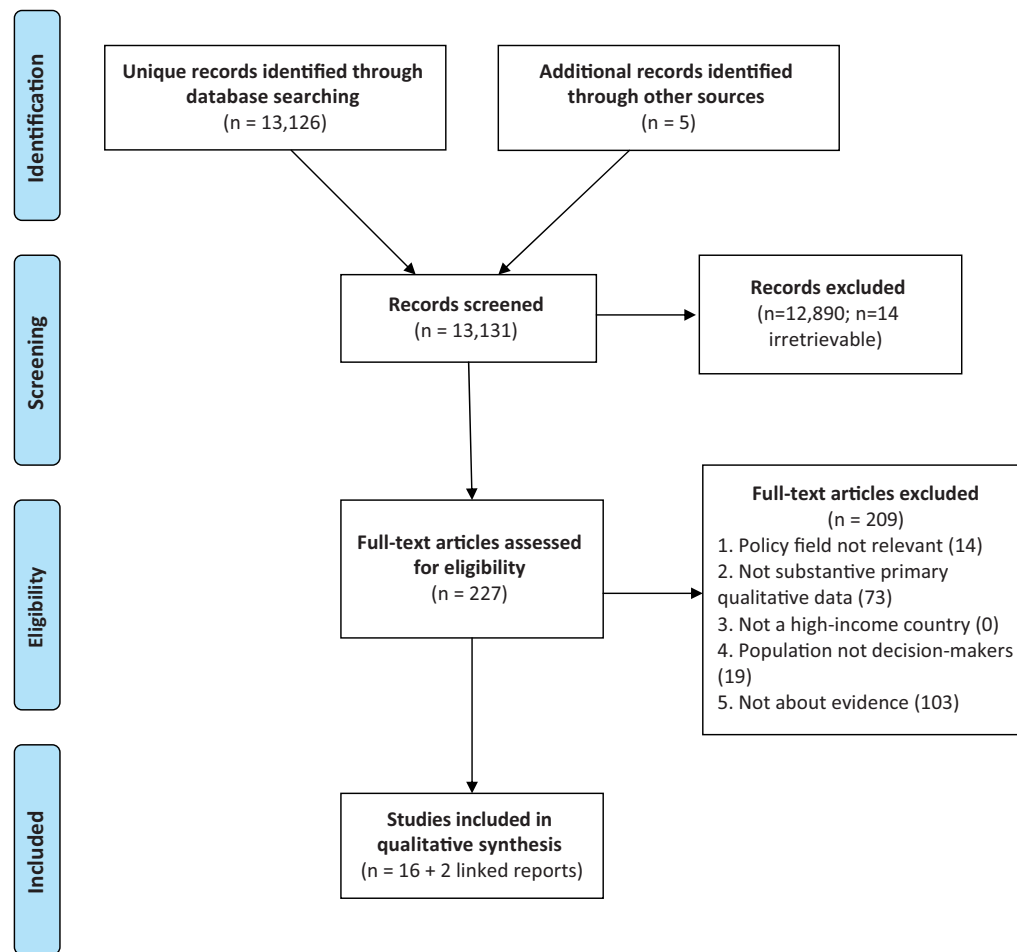 Identification
Unique records identified through
database searching
(n = 13,126)
Additional records identified
through other sources
(n = 5)
Screening
Records screened
(n = 13,131)
Records excluded
(n=12,890; n=14
irretrievable)
Eligibility
Full-text articles assessed
for eligibility
(n = 227)
Full-text articles excluded
(n = 209)
1. Policy field not relevant (14)
2. Not substantive primary
qualitative data (73)
3. Not a high-income country (0)
4. Population not decision-makers
(19)
5. Not about evidence (103)
Included
Studies included in
qualitative synthesis
(n = 16 + 2 linked reports)